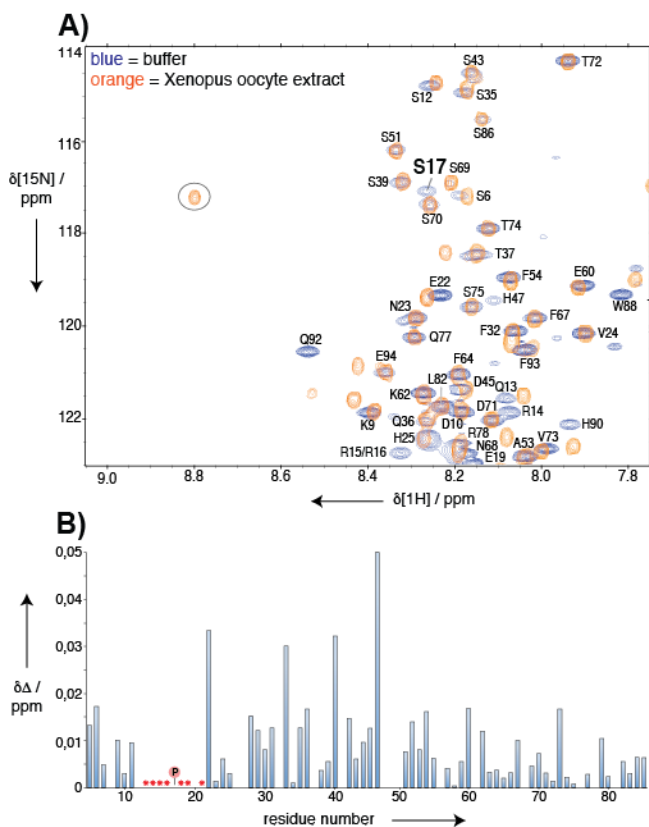 A)
blue = buffer
orange = Xenopus oocyte extract
δ[15N] /
ppm
114
116
118
120
122
S43
T72
S12
S35
S86
S51
S17
S69
S39
S6
S70
T74
T37
F54
E60
E22
H47
W88
S75
N23
F67
Q92
Q77
F32
V24
F93
E94
F64
L82
D45
Q13
K62
K9
Q36
D10
D71
R14
H90
H25
R78
V73
R15/R16
N68
A53
E19
9.0
8.8
8.6
8.4
8.2
8.0
7.8
δ[1H] / ppm
B)
0,05
0,04
0,03
0,02
0,01
0
δΔ /
ppm
P
10
20
30
40
50
60
70
80
residue number